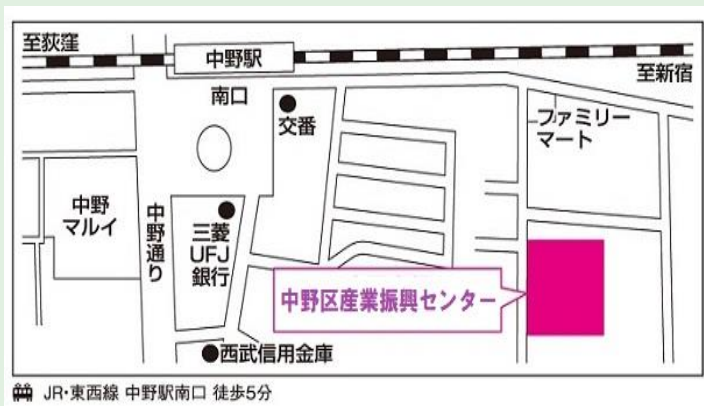 至荻窪
中野駅
至新宿
南口
交番
ファミリー
マート
中野
マルイ
中野通り
三菱
UFJ
銀行
中野区産業振興センター
西武信用金庫
JR・東西線 中野駅南口 徒歩5分